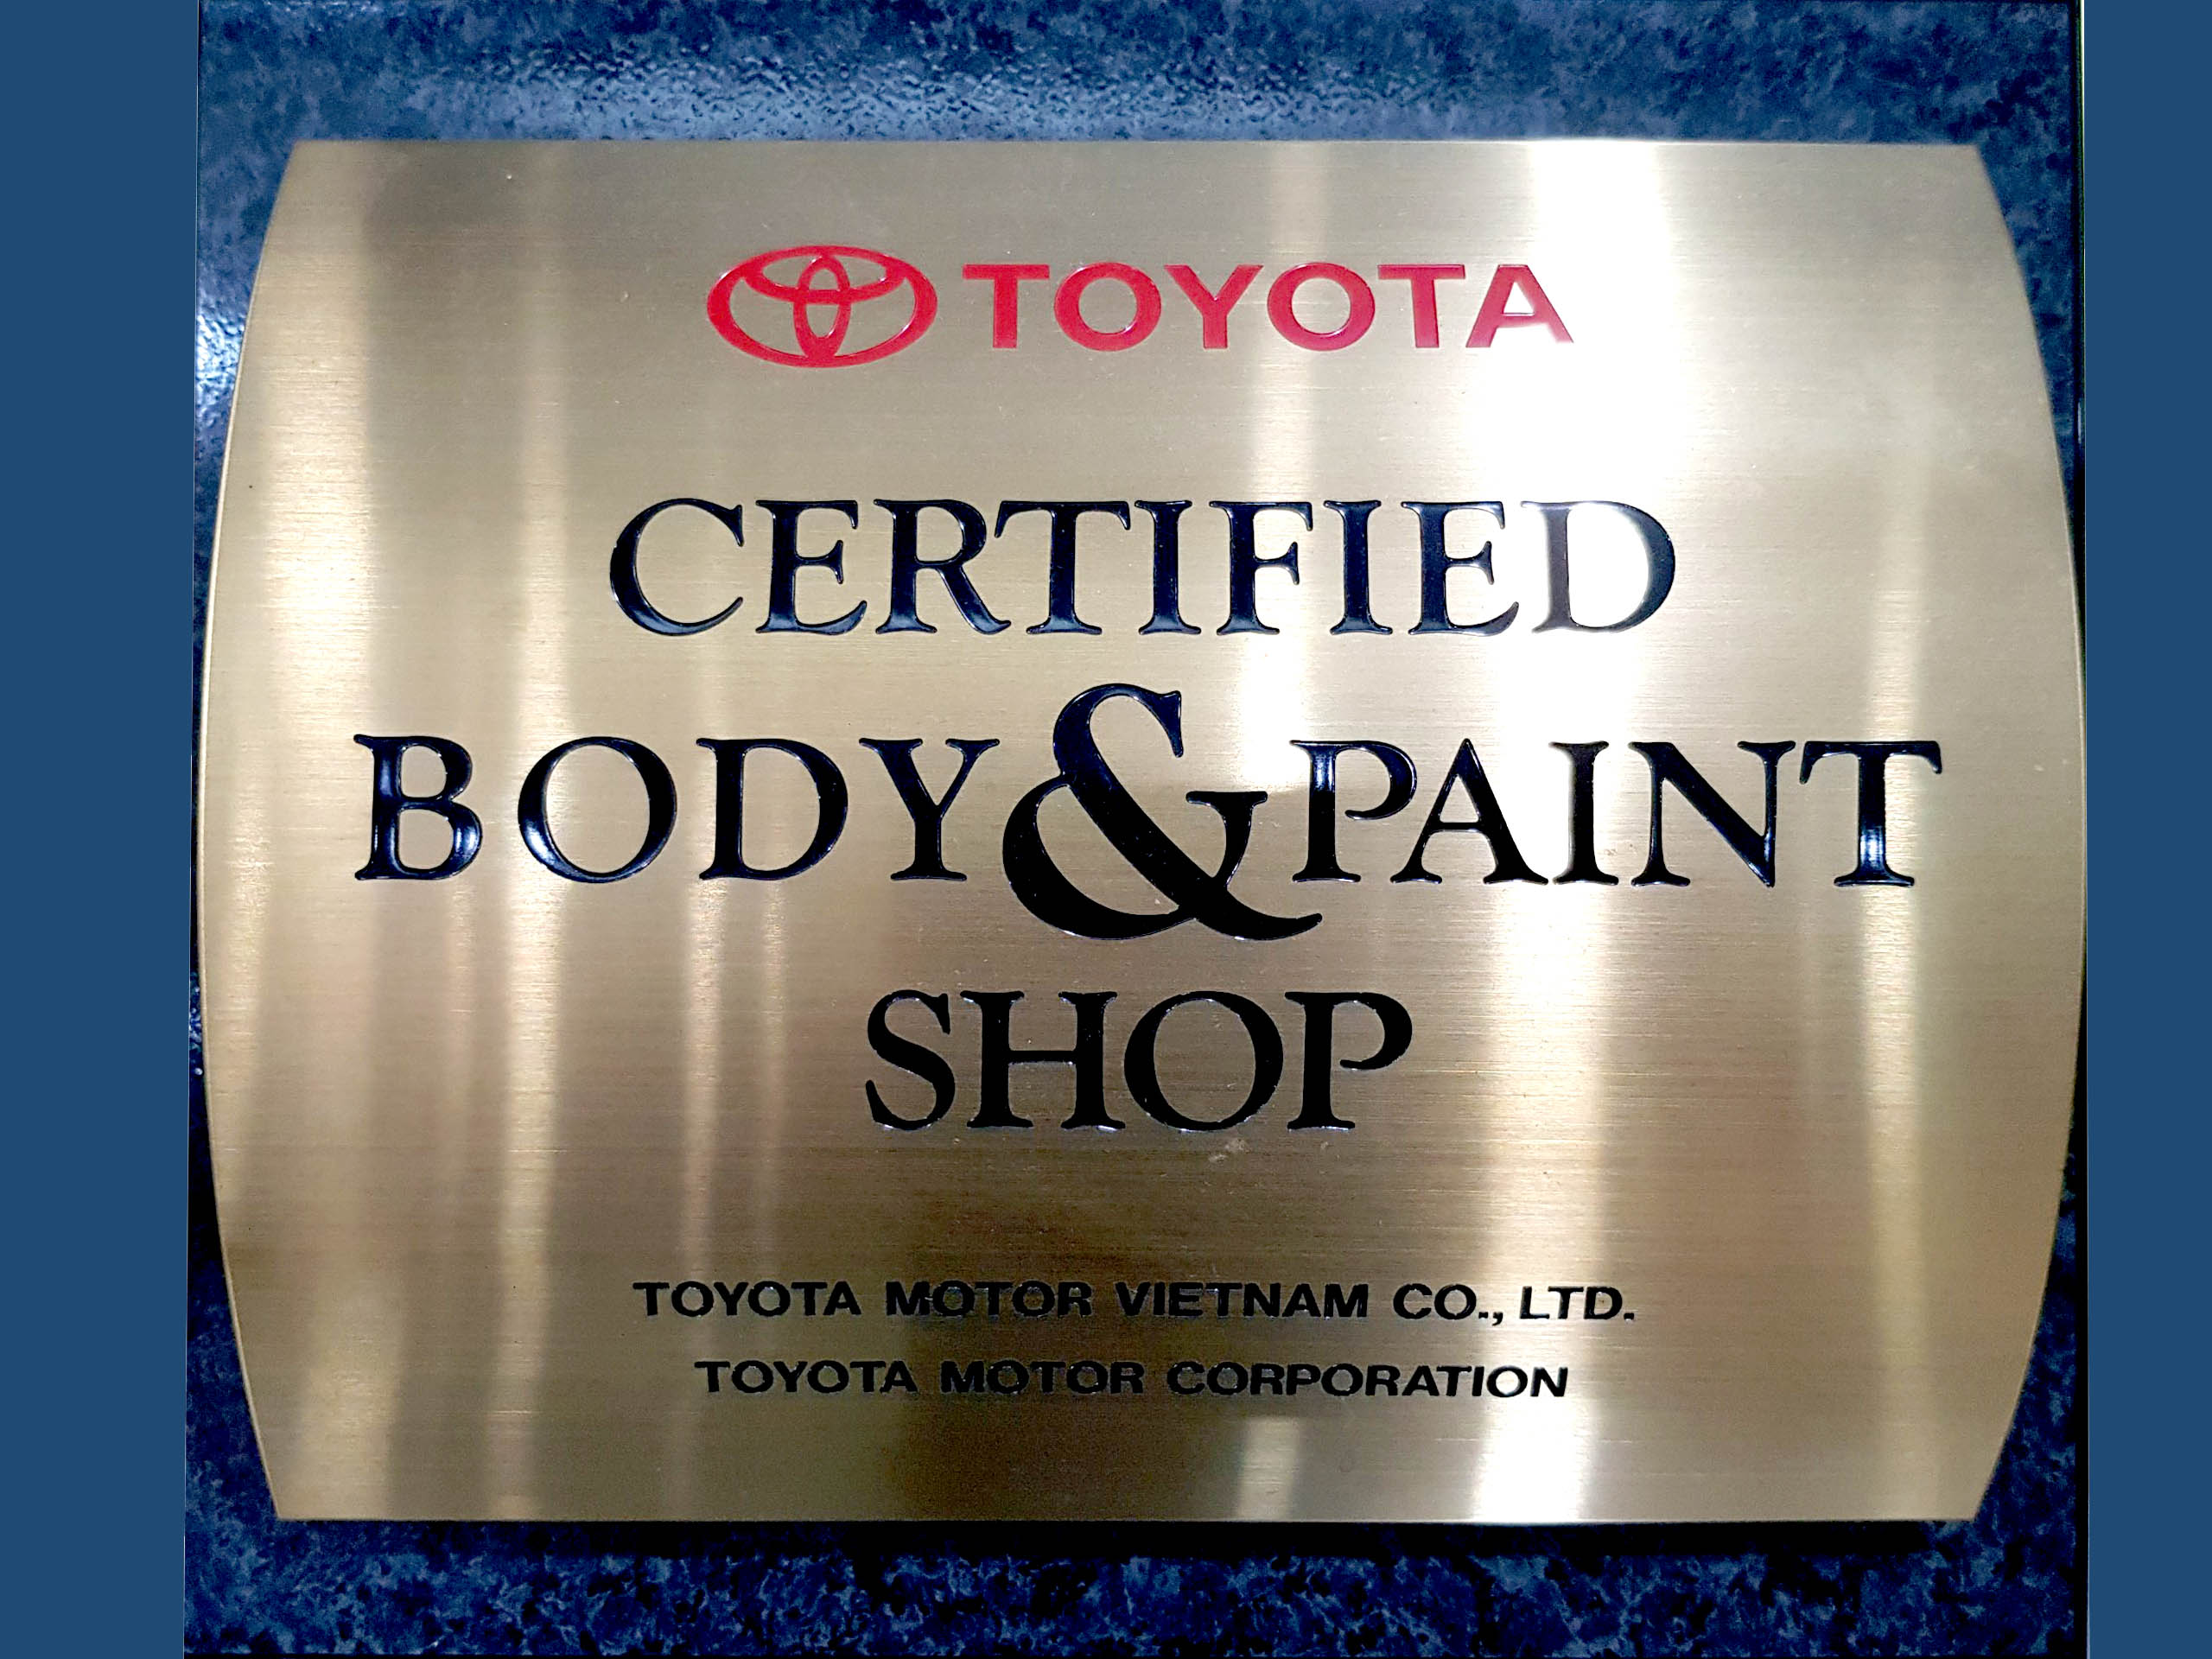 TOYOTA
CERTIFIED
BODY & PAINT
SHOP
TOYOTA MOTOR VIETNAM CO., LTD.
TOYOTA MOTOR CORPORATION